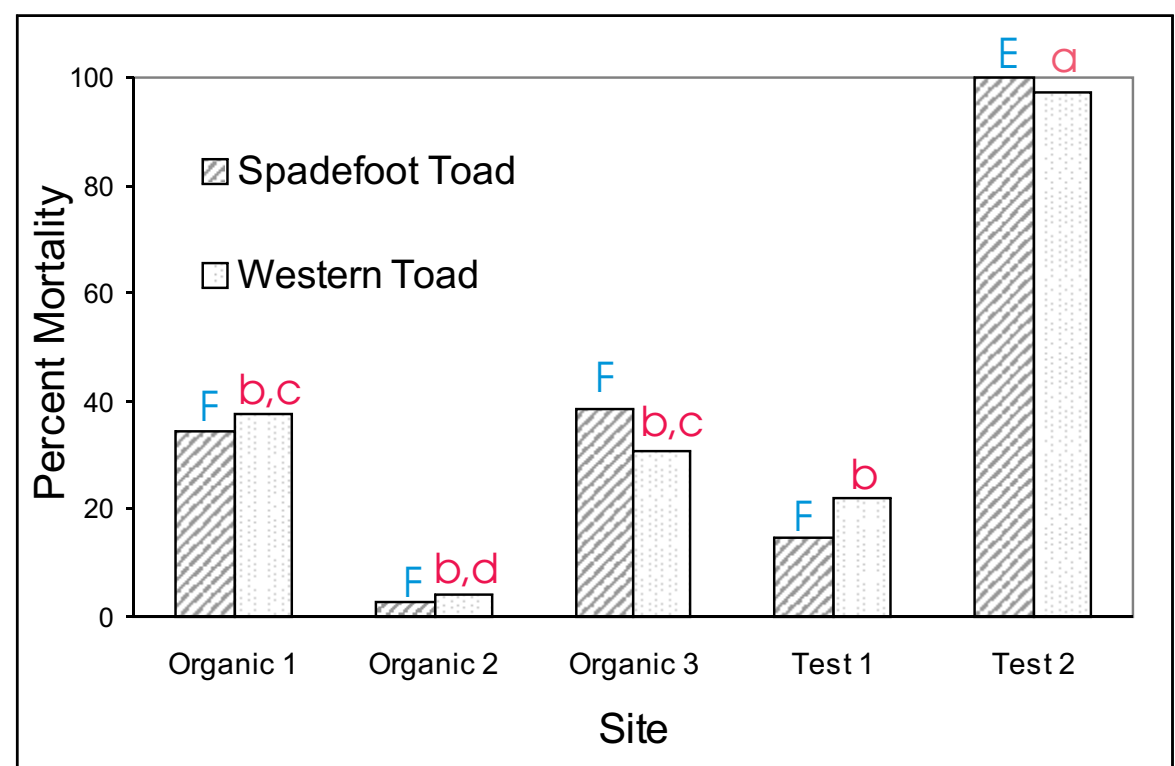 100
80
60
40
20
0
Percent Mortality
Spadefoot Toad
Western Toad
F
b,c
F
b,d
F
b,c
F
b
E
a
Organic 1
Organic 2
Organic 3
Test 1
Test 2
Site